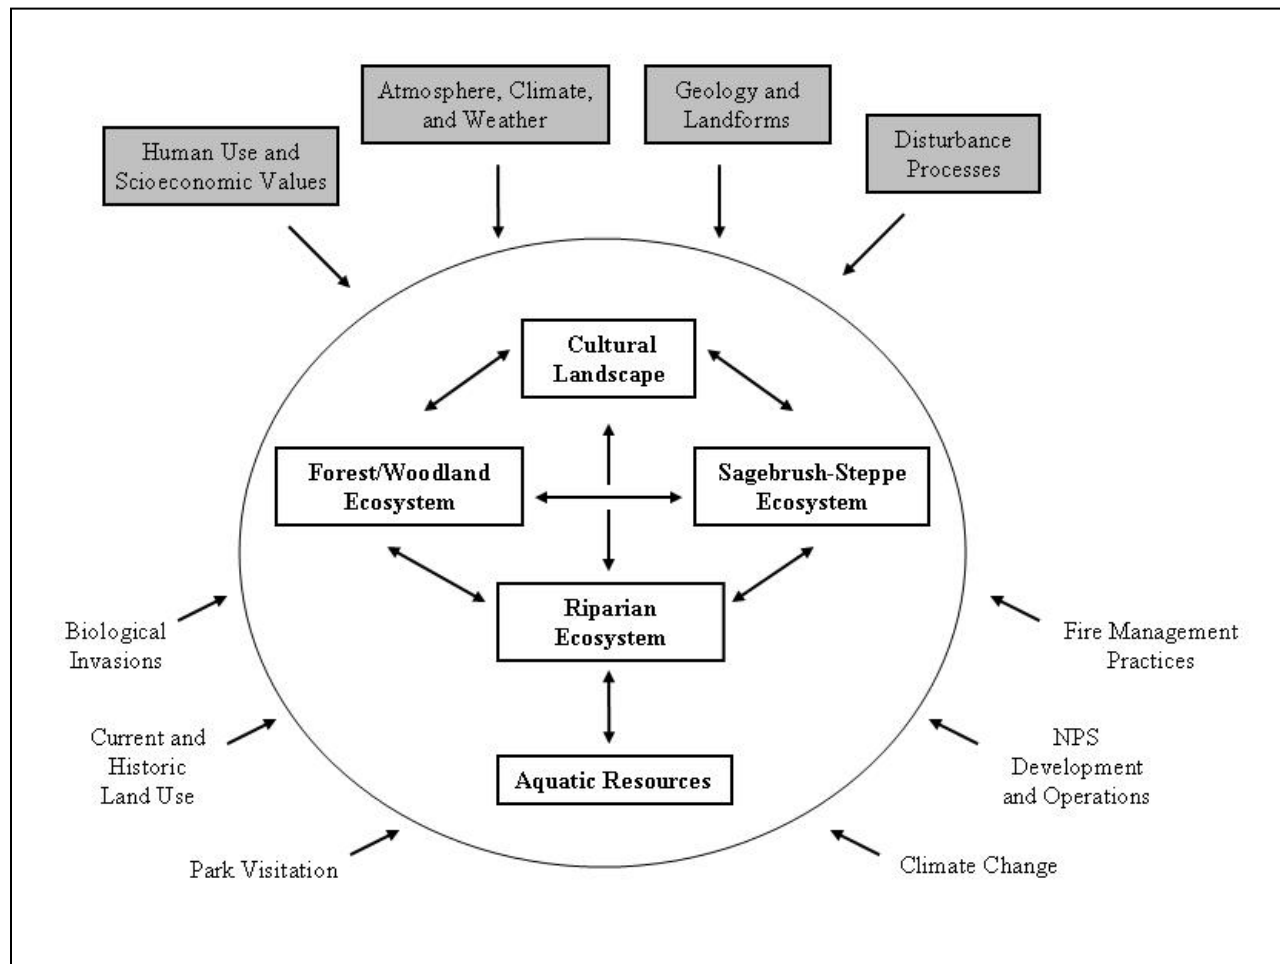 Atmosphere, Climate,
and Weather
Geology and
Landforms
Human Use and
Scioeconomic Values
Disturbance
Processes
Cultural
Landscape
Forest/Woodland
Ecosystem
Sagebrush-Steppe
Ecosystem
Riparian
Ecosystem
Biological
Invasions
Fire Management
Practices
Current and
Historic
Land Use
NPS
Development
and Operations
Aquatic Resources
Park Visitation
Climate Change